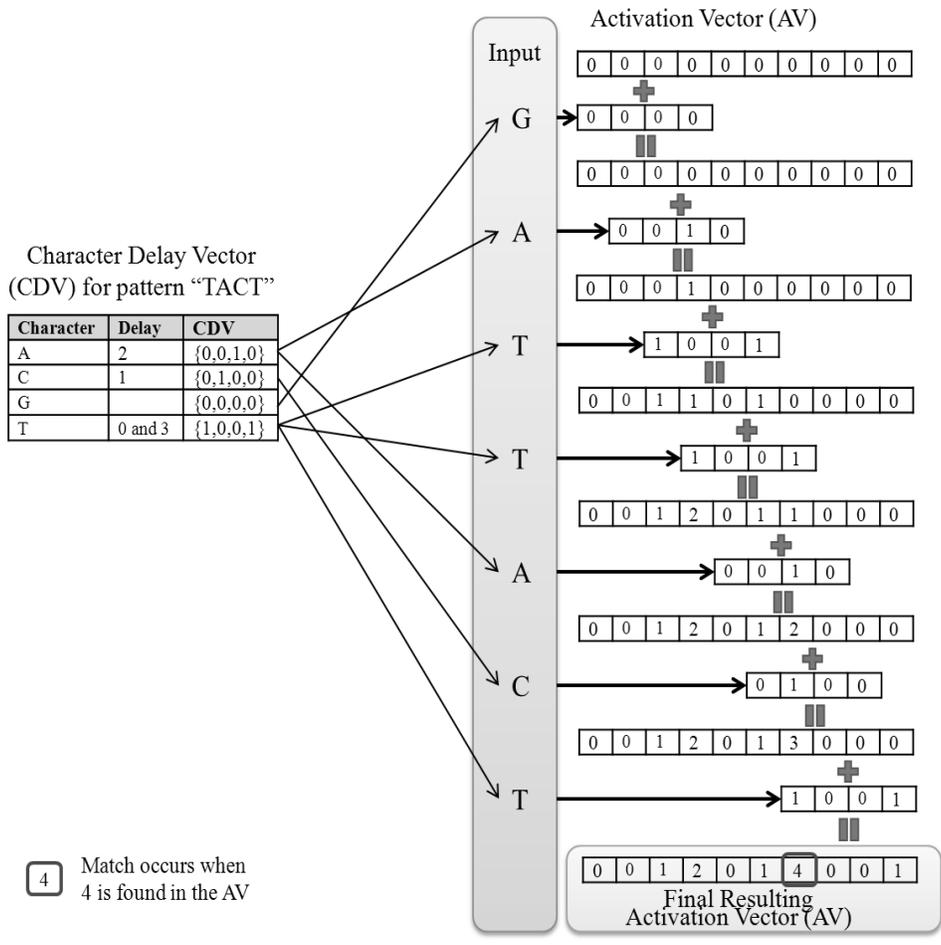 Activation Vector (AV)
Input
0 0 0 0 0 0 0 0 0 0
G
0 0 0 0
0 0 0 0 0 0 0 0 0 0
A
0 0 1 0
0 0 0 1 0 0 0 0 0 0
T
1 0 0 1
0 0 1 1 0 1 0 0 0 0
T
1 0 0 1
0 0 1 2 0 1 1 0 0 0
A
0 0 1 0
0 0 1 2 0 1 2 0 0 0
C
0 1 0 0
0 0 1 2 0 1 3 0 0 0
T
1 0 0 1
0 0 1 2 0 1 4 0 0 1
Final Resulting
Activation Vector (AV)
Character Delay Vector
(CDV) for pattern “TACT”
Character Delay CDV
A 2 {0,0,1,0}
C 1 {0,1,0,0}
G {0,0,0,0}
T 0 and 3 {1,0,0,1}
4
Match occurs when
4 is found in the AV